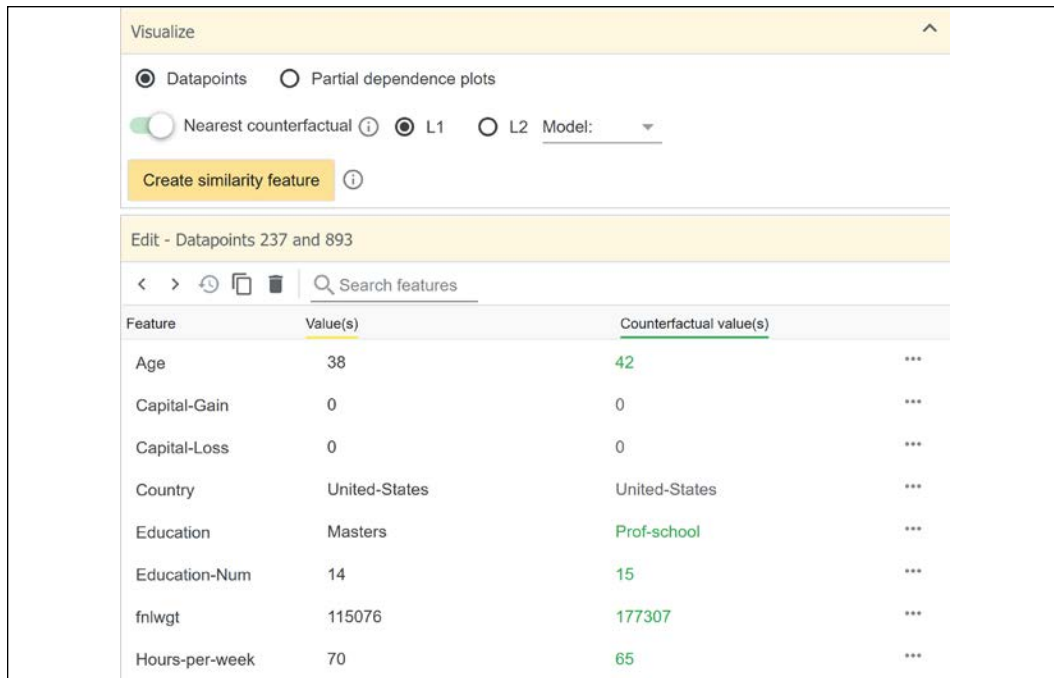 Visualize
Datapoints Partial dependence plots
Nearest counterfactual L1 L2 Model:
Create similarity feature
Edit - Datapoints 237 and 893
Search features
Feature Value(s) Counterfactual value(s)
Age 38 42
Capital-Gain 0 0
Capital-Loss 0 0
Country United-States United-States
Education Masters Prof-school
Education-Num 14 15
fnlwgt 115076 177307
Hours-per-week 70 65